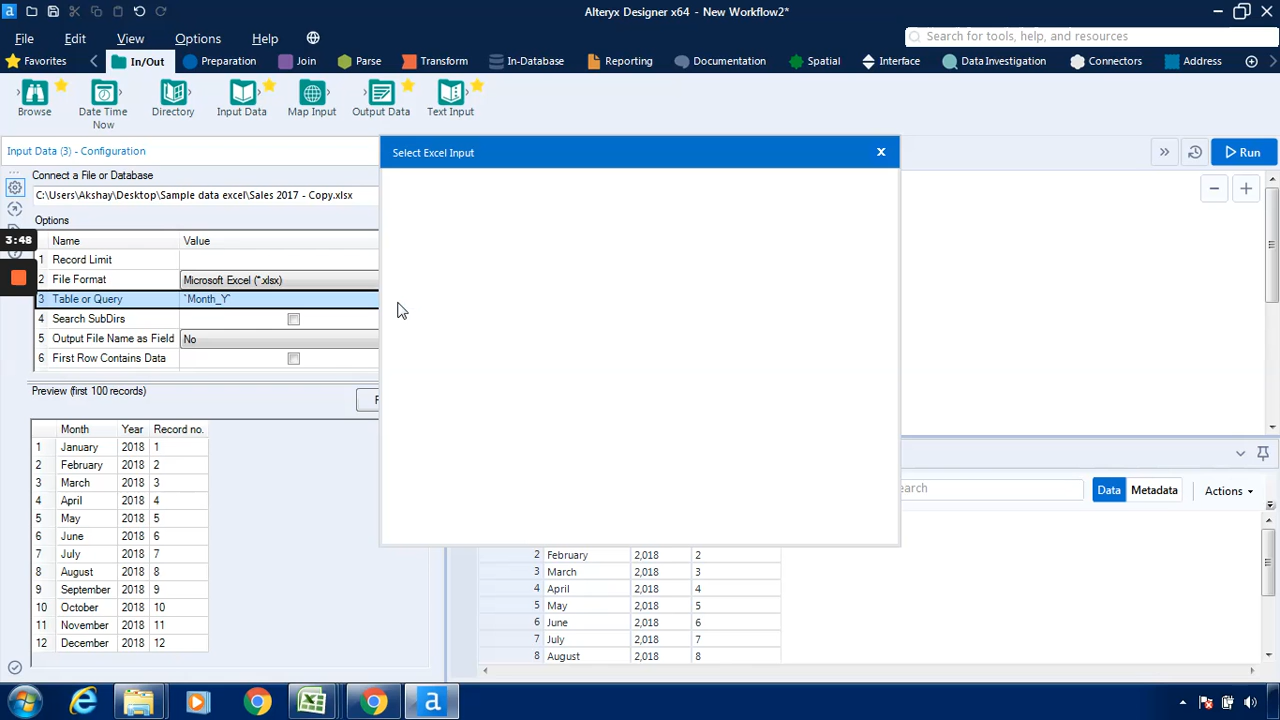 Alteryx Designer x64 - New Workflow2*
File Edit View Options Help
Search for tools, help, and resources
Favorites In/Out Preparation Join Parse Transform In-Database Reporting Documentation Spatial Interface Data Investigation Connectors Address
Browse Date Time Now Directory Input Data Map Input Output Data Text Input
Input Data (3) - Configuration
Select Excel Input X
Run
Connect a File or Database
C:\Users\Akshay\Desktop\Sample data excel\Sales 2017 - Copy.xlsx
Options
3:48
Name Value
1 Record Limit
2 File Format Microsoft Excel (*.xlsx)
3 Table or Query `Month_Y`
4 Search SubDirs
5 Output File Name as Field No
6 First Row Contains Data
Preview (first 100 records)
Month Year Record no.
1 January 2018 1
2 February 2018 2
3 March 2018 3
4 April 2018 4
5 May 2018 5
6 June 2018 6
7 July 2018 7
8 August 2018 8
9 September 2018 9
10 October 2018 10
11 November 2018 11
12 December 2018 12
earch Data Metadata Actions
2 February 2,018 2
3 March 2,018 3
4 April 2,018 4
5 May 2,018 5
6 June 2,018 6
7 July 2,018 7
8 August 2,018 8